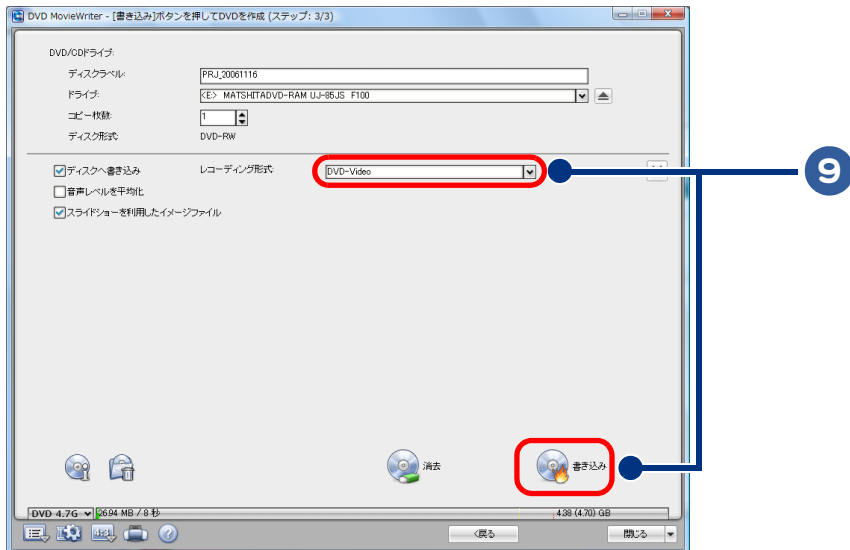 DVD MovieWriter - [書き込み]ボタンを押してDVDを作成 (ステップ: 3/3)
DVD/CDドライブ:
ディスクラベル: PRJ_20061116
ドライブ: <E:> MATSHITADVD-RAM UJ-85JS F100
コピー枚数: 1
ディスク形式: DVD-RW
ディスクへ書き込み レコーディング形式: DVD-Video
9
音声レベルを平均化
スライドショーを利用したイメージファイル
消去 書き込み
DVD 4.7G 26.94 MB / 8 秒 4.38 (4.70) GB
4:3
?
<戻る 閉じる